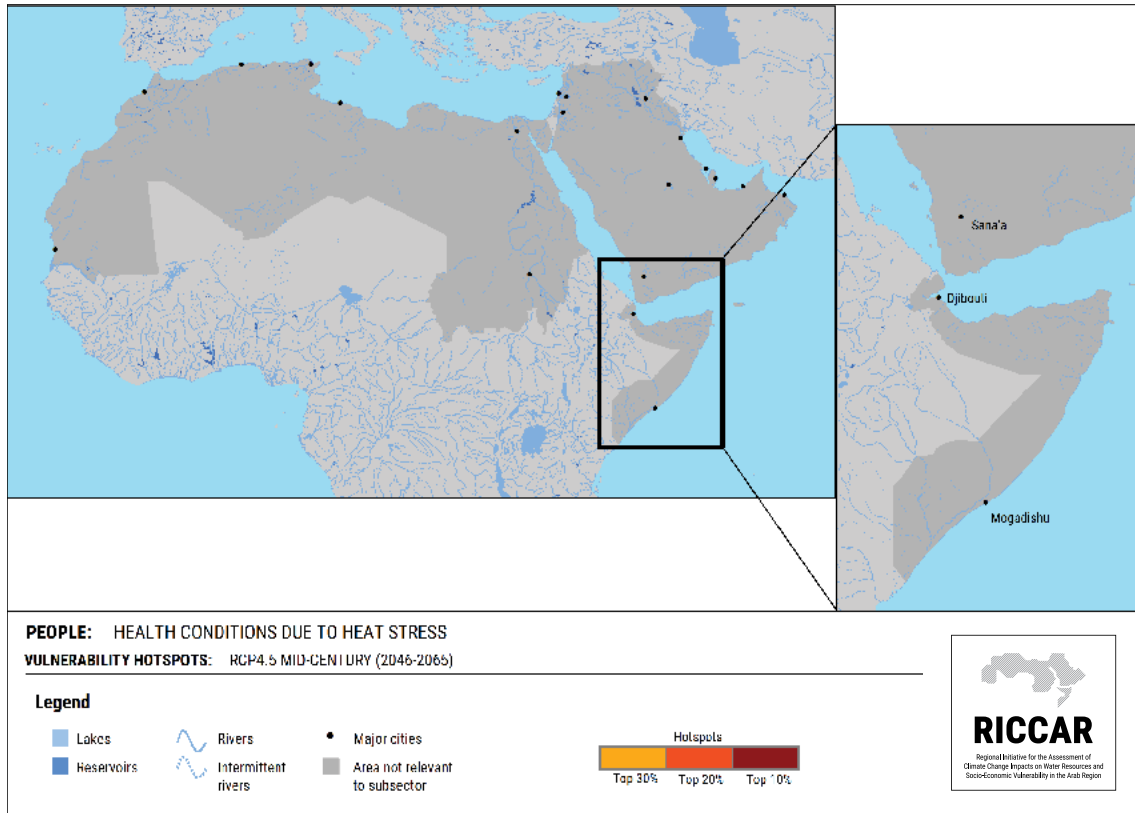 Sana'a
Djibouti
Mogadishu
PEOPLE: HEALTH CONDITIONS DUE TO HEAT STRESS
VULNERABILITY HOTSPOTS: RCP4.5 MID-CENTURY (2046-2065)
Legend
Lakes
Rivers
Major cities
Reservoirs
Intermittent
rivers
Area not relevant
to subsector
Hotspots
Top 30%
Top 20%
Top 10%
RICCAR
Regional Initiative for the Assessment of
Climate Change Impacts on Water Resources and
Socio-Economic Vulnerability in the Arab Region